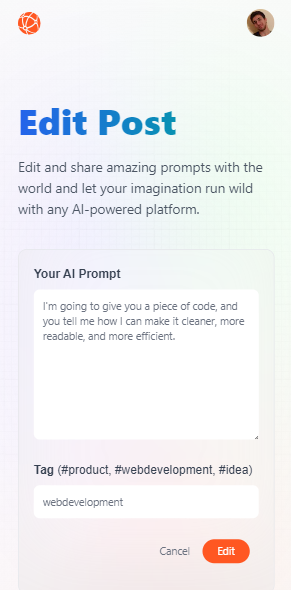 Edit Post
Edit and share amazing prompts with the
world and let your imagination run wild
with any AI-powered platform.
Your AI Prompt
I'm going to give you a piece of code, and
you tell me how I can make it cleaner, more
readable, and more efficient.
Tag (#product, #webdevelopment, #idea)
webdevelopment
Cancel Edit